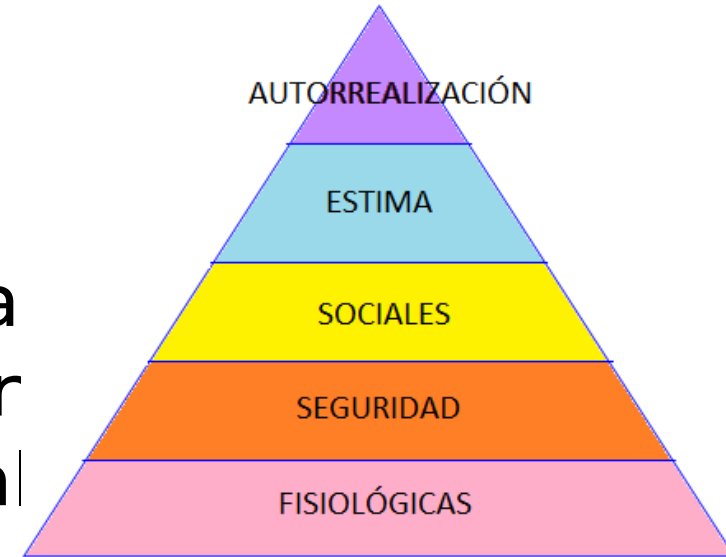 AUTORREALIZACIÓN
ESTIMA
SOCIALES
SEGURIDAD
FISIOLÓGICAS